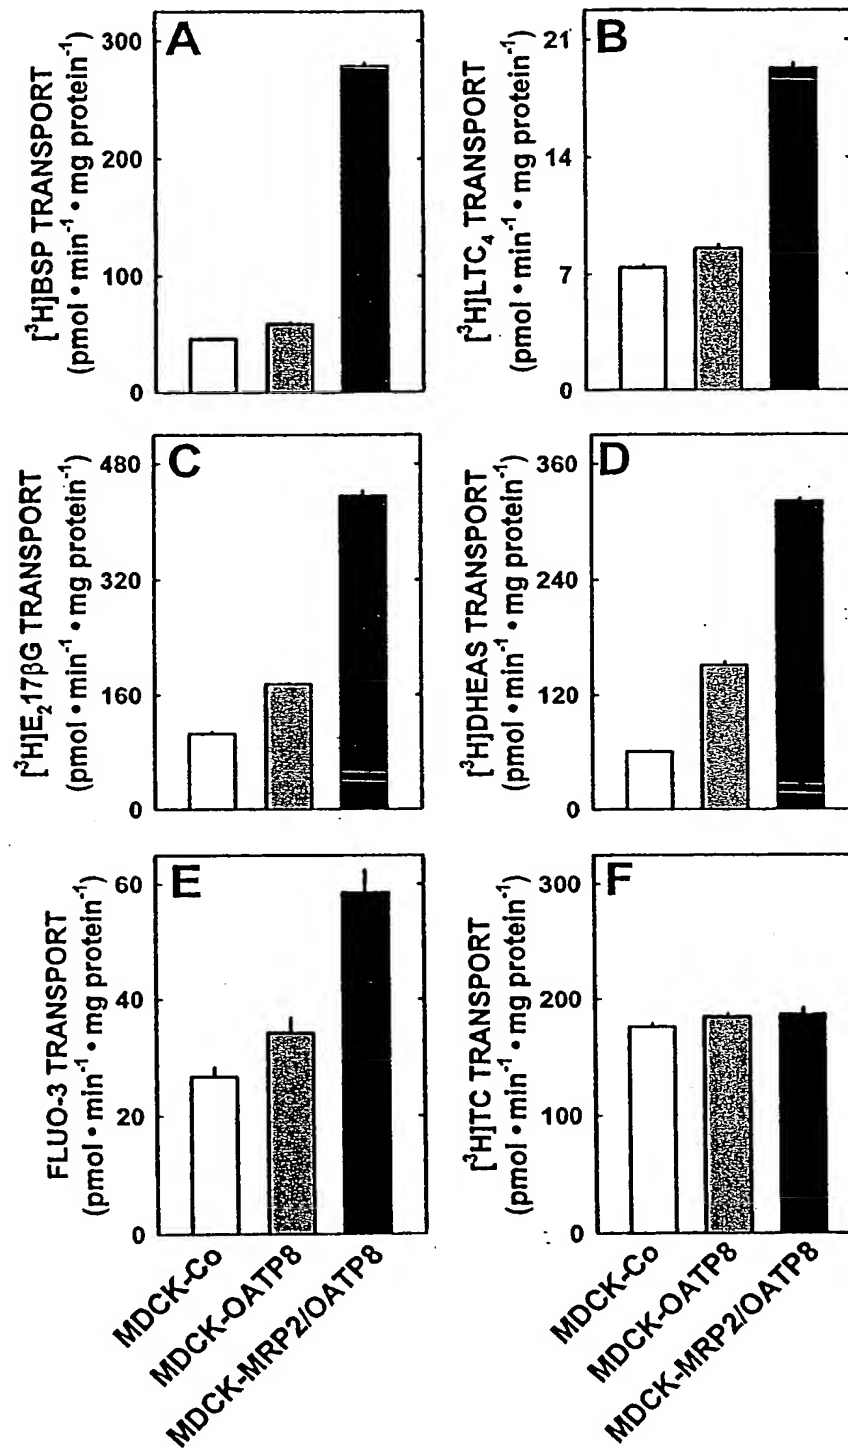 A
[³H]BSP TRANSPORT
(pmol • min⁻¹ • mg protein⁻¹)
300
200
100
0
B
[³H]LTC₄ TRANSPORT
(pmol • min⁻¹ • mg protein⁻¹)
21
14
7
0
C
[³H]E₂17βG TRANSPORT
(pmol • min⁻¹ • mg protein⁻¹)
480
320
160
0
D
[³H]DHEAS TRANSPORT
(pmol • min⁻¹ • mg protein⁻¹)
360
240
120
0
E
FLUO-3 TRANSPORT
(pmol • min⁻¹ • mg protein⁻¹)
60
40
20
0
F
[³H]TC TRANSPORT
(pmol • min⁻¹ • mg protein⁻¹)
300
200
100
0
MDCK-Co
MDCK-OATP8
MDCK-MRP2/OATP8
MDCK-Co
MDCK-OATP8
MDCK-MRP2/OATP8